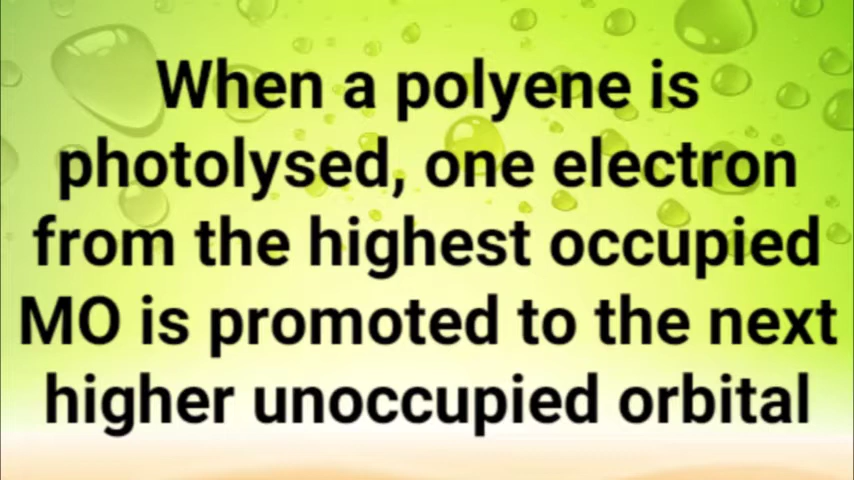 When a polyene is
photolysed, one electron
from the highest occupied
MO is promoted to the next
higher unoccupied orbital